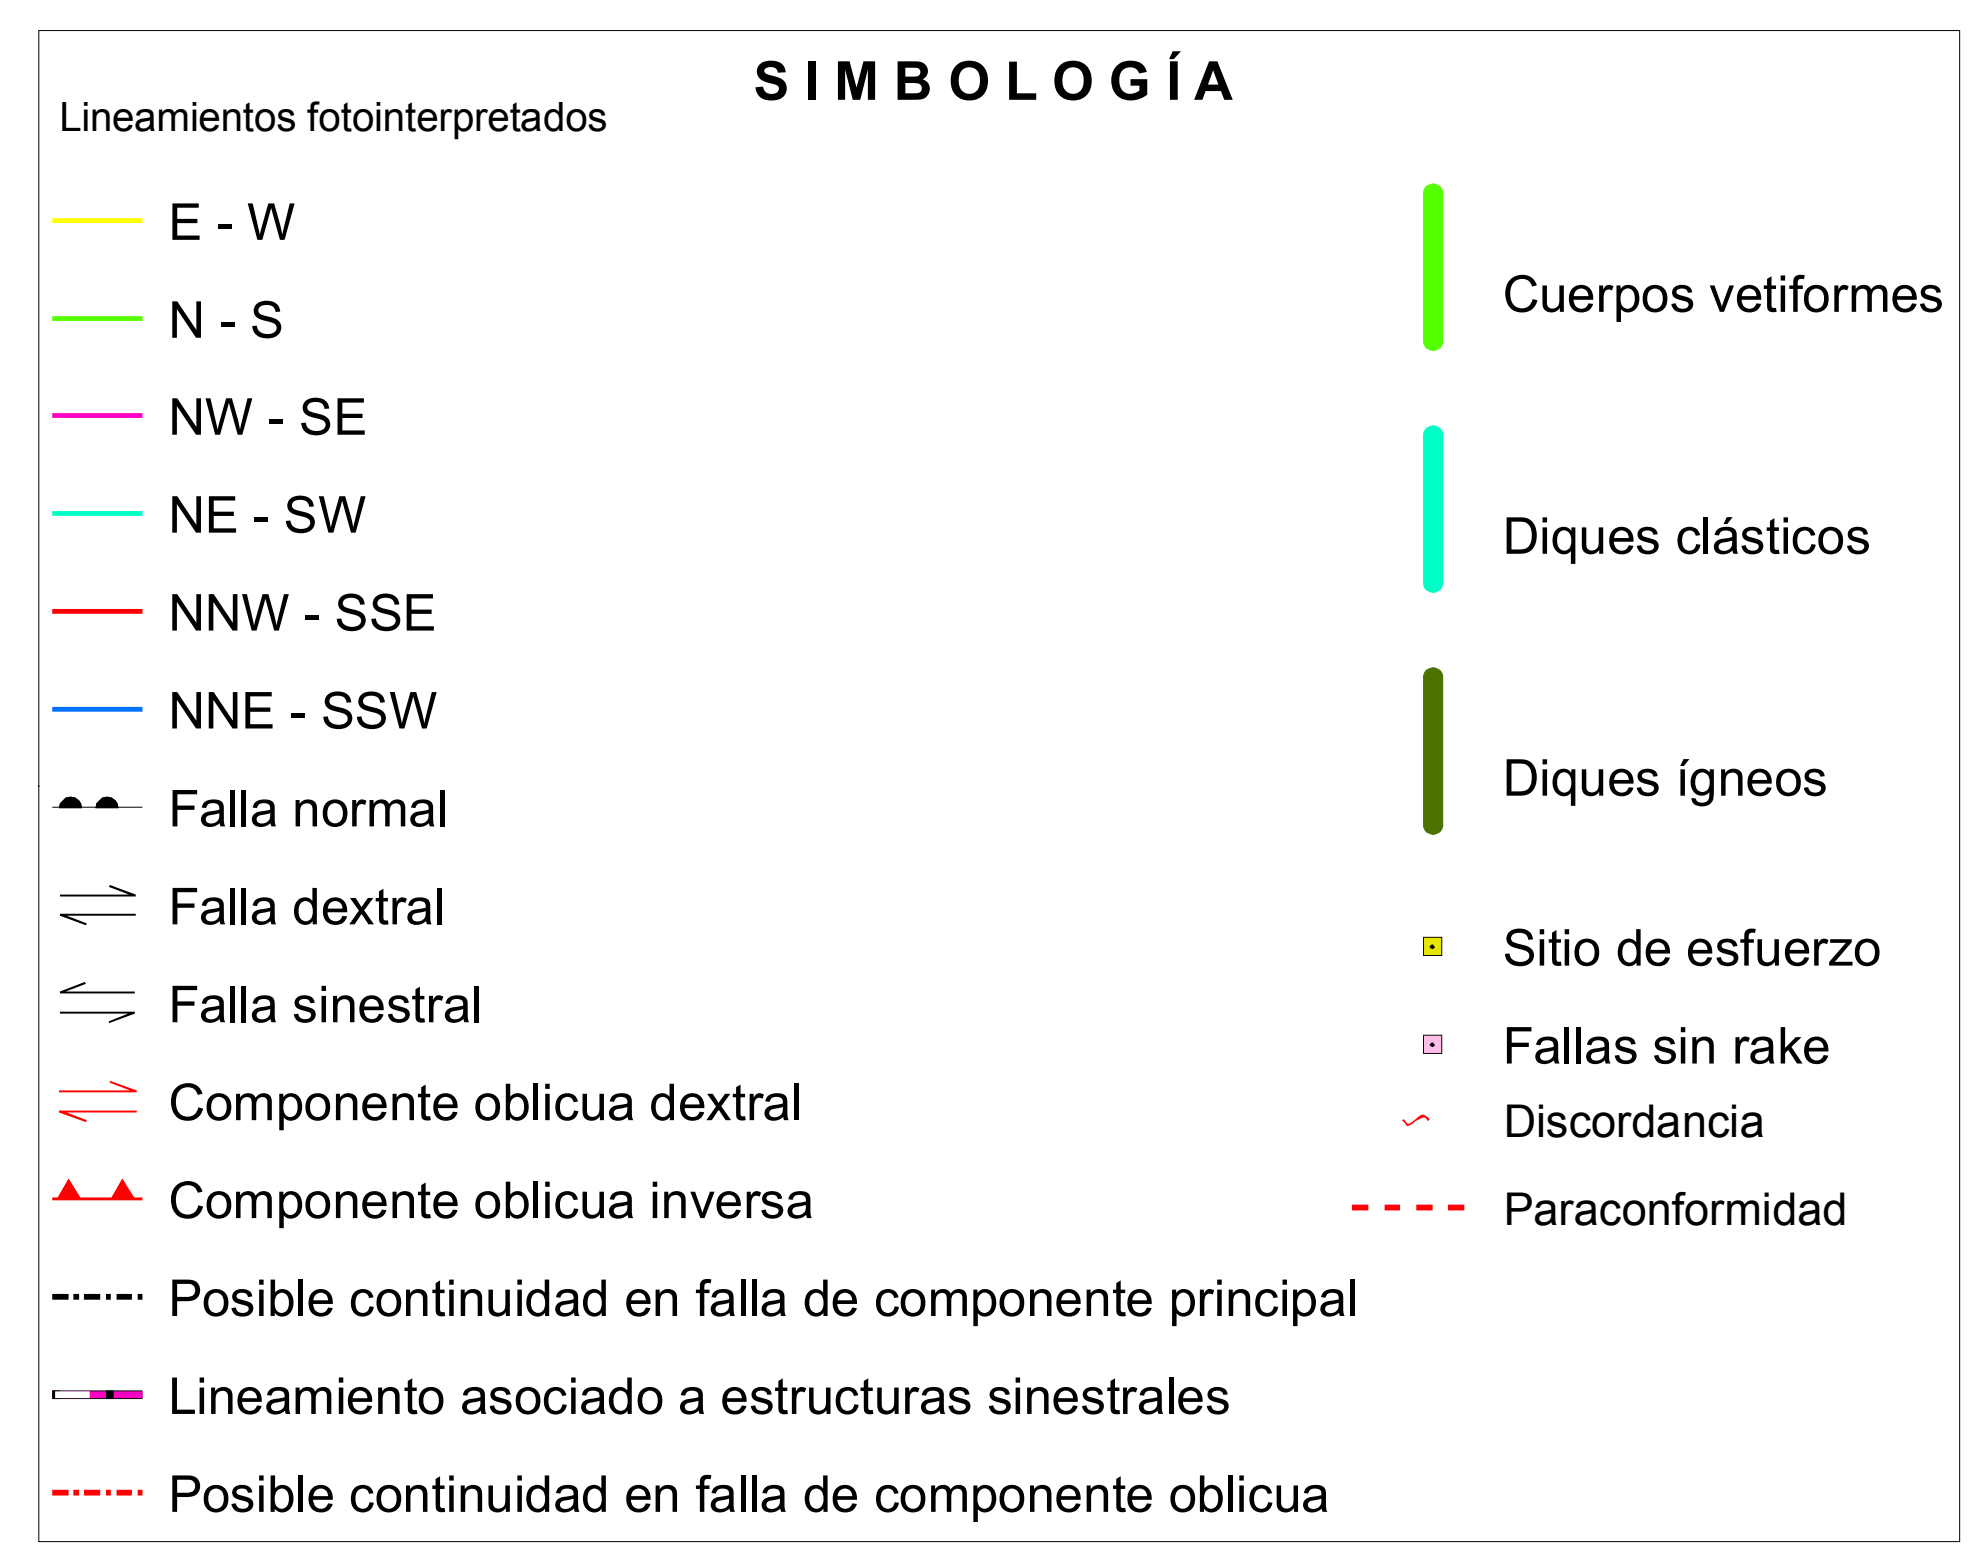 SIMBOLOGÍA
Lineamientos fotointerpretados
E - W
N - S
NW - SE
NE - SW
NNW - SSE
NNE - SSW
Falla normal
Falla dextral
Falla sinestral
Componente oblicua dextral
Componente oblicua inversa
Posible continuidad en falla de componente principal
Lineamiento asociado a estructuras sinestrales
Posible continuidad en falla de componente oblicua
Cuerpos vetiformes
Diques clásticos
Diques ígneos
Sitio de esfuerzo
Fallas sin rake
Discordancia
Paraconformidad